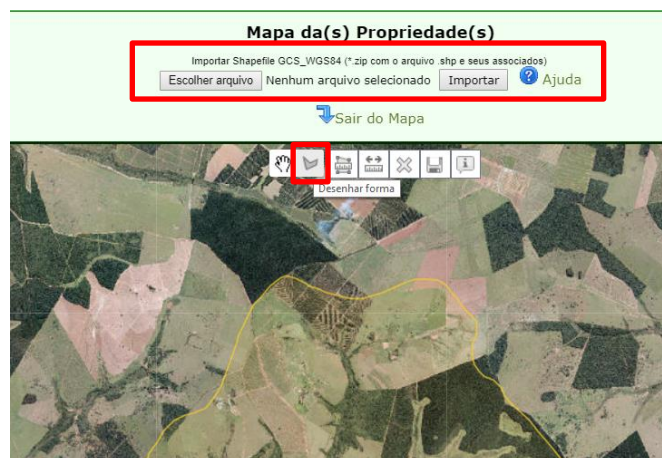 Mapa da(s) Propriedade(s)
Importar Shapefile GCS_WGS84 (*.zip com o arquivo .shp e seus associados)
Escolher arquivo Nenhum arquivo selecionado Importar ? Ajuda
Sair do Mapa
Desenhar forma